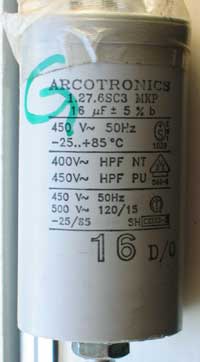 ARCOTRONICS
1.27.6SC3 MKP
16 µF ± 5% b
450 V~ 50Hz
-25..+85°C
400V~ HPF NT
450V~ HPF PU
450 V~ 50Hz
500 V~ 120/15
-25/85 SH
16 D/0